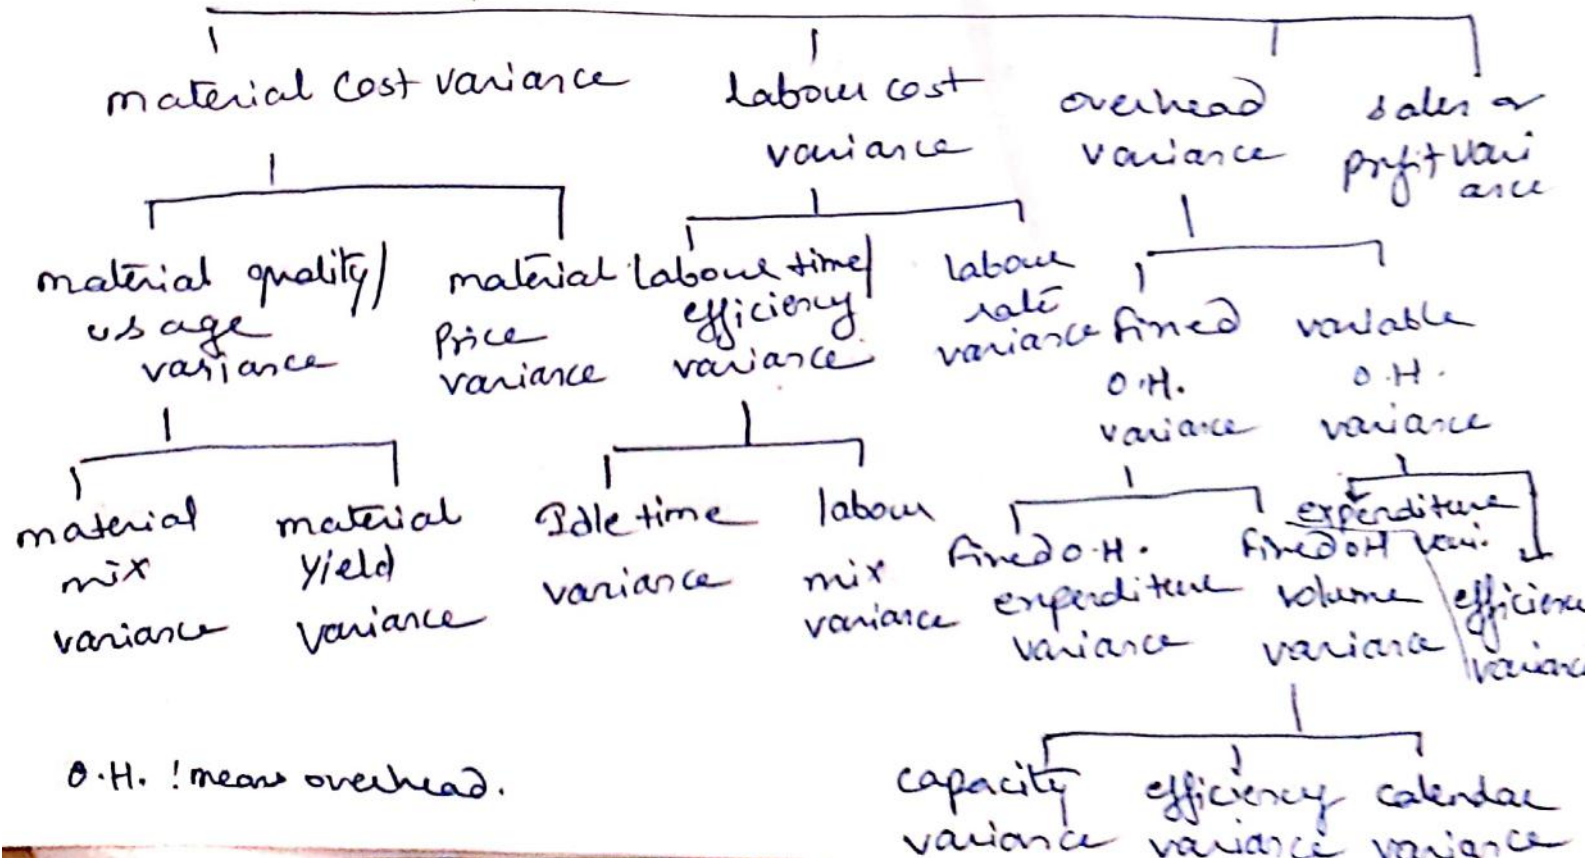 material cost variance
labour cost
variance
overhead
variance
sales or
profit vari
ance
material quality/
usage
variance
material
Price
variance
labour time/
efficiency
variance
labour
rate
variance
fixed
O.H.
variance
variable
O.H.
variance
material
mix
variance
material
Yield
variance
Idle time
variance
labour
mix
variance
fixed O.H.
expenditure
variance
fixed OH
volume
variance
expenditure
vari.
efficienc
varianc
capacity
variance
efficiency
variance
calendar
variance
O.H. : means overhead.